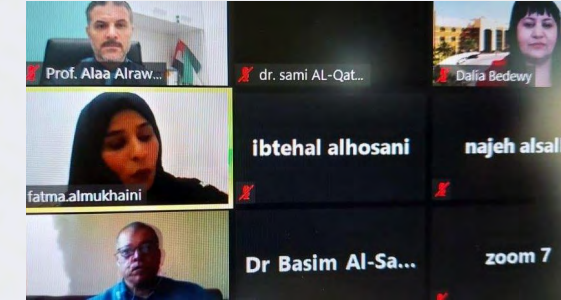 Prof. Alaa Alraw...
dr. sami AL-Qat...
Dalia Bedewy
fatma.almukhaini
ibtehal alhosani
najeh alsal
Dr Basim Al-Sa...
zoom 7